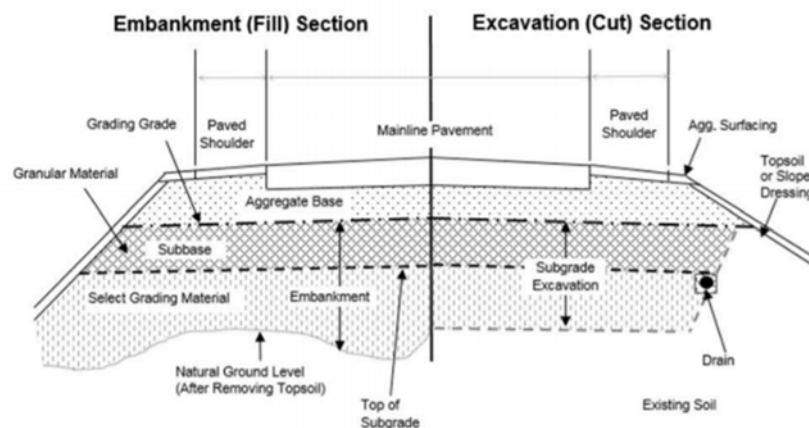 Embankment (Fill) Section
Excavation (Cut) Section
Grading Grade
Paved
Shoulder
Mainline Pavement
Paved
Shoulder
Agg. Surfacing
Granular Material
Topsoil
or Slope
Dressing
Aggregate Base
Subbase
Select Grading Material
Embankment
Subgrade
Excavation
Natural Ground Level
(After Removing Topsoil)
Top of
Subgrade
Drain
Existing Soil